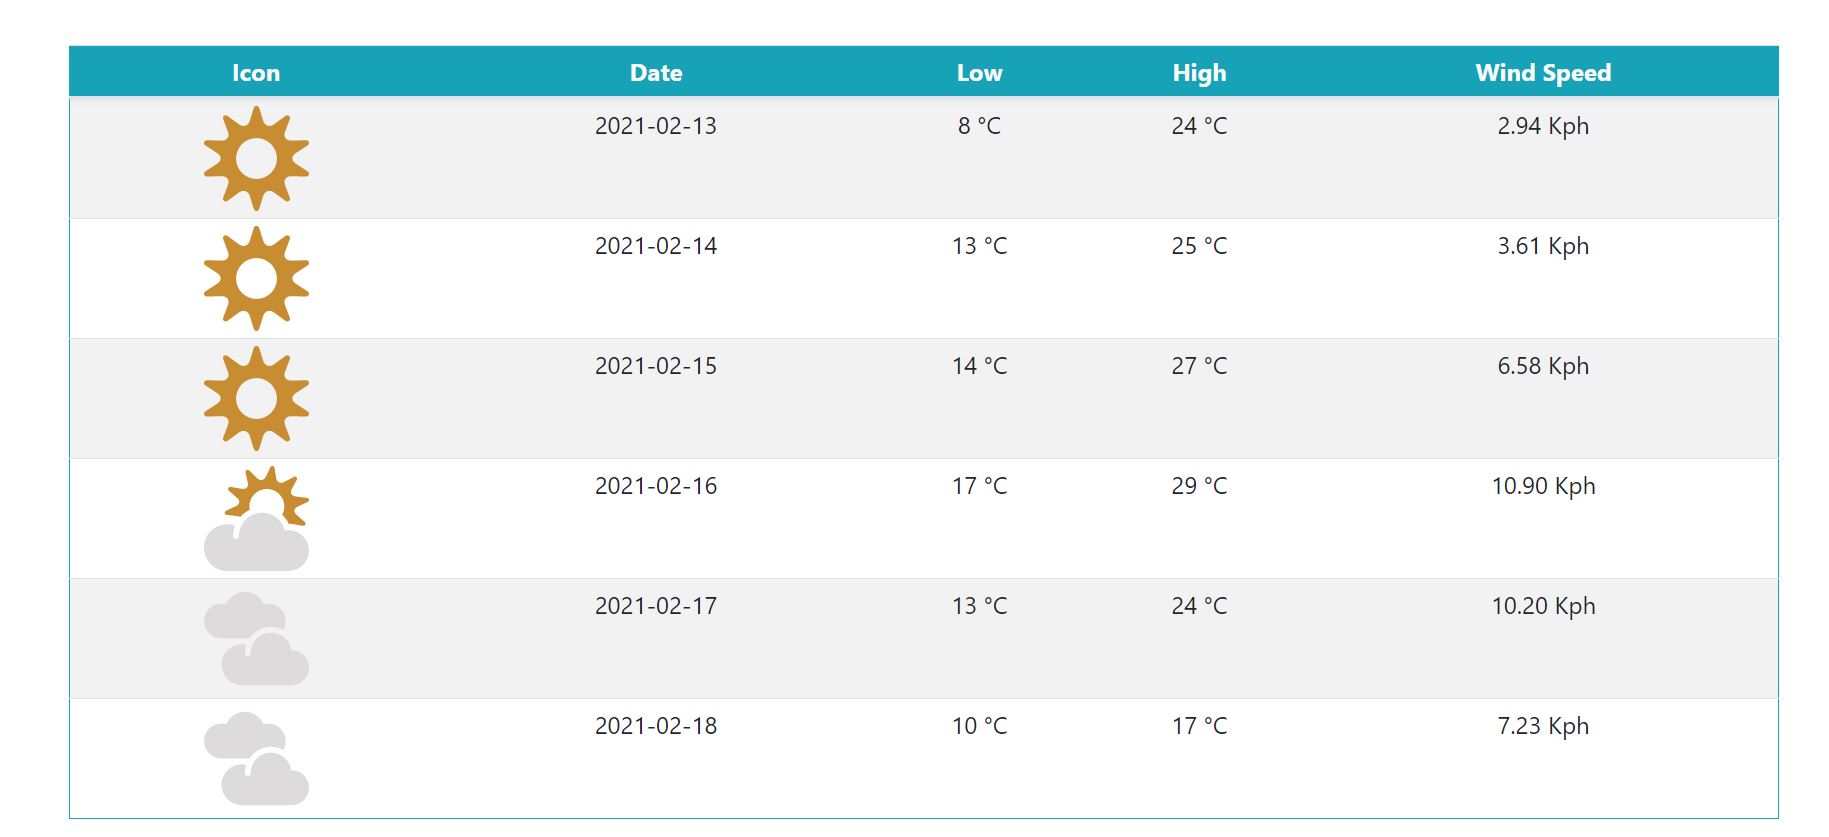 Icon Date Low High Wind Speed
2021-02-13 8 °C 24 °C 2.94 Kph
2021-02-14 13 °C 25 °C 3.61 Kph
2021-02-15 14 °C 27 °C 6.58 Kph
2021-02-16 17 °C 29 °C 10.90 Kph
2021-02-17 13 °C 24 °C 10.20 Kph
2021-02-18 10 °C 17 °C 7.23 Kph